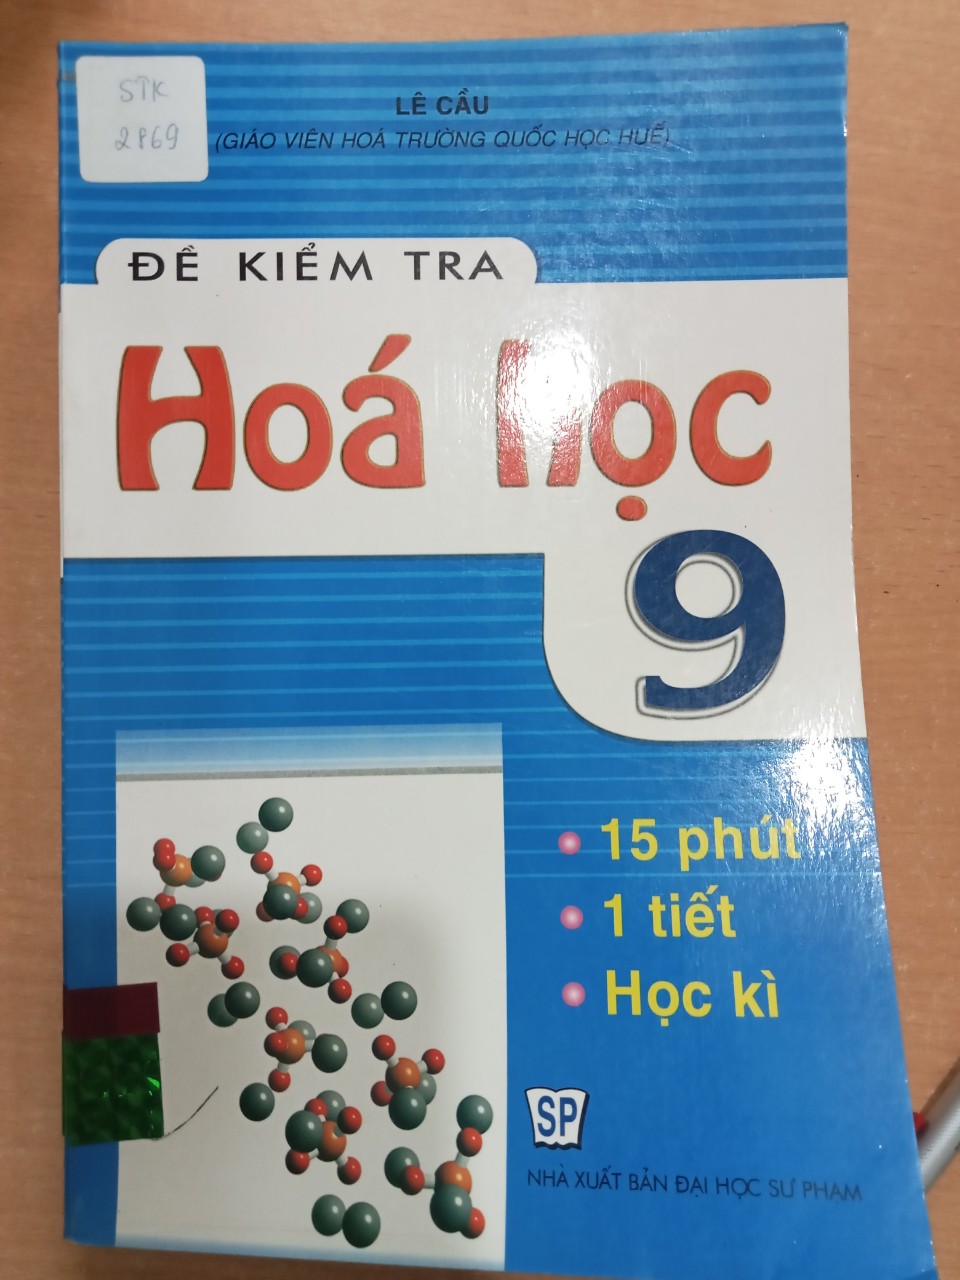 STK
2869
LÊ CẦU
(GIÁO VIÊN HOÁ TRƯỜNG QUỐC HỌC HUẾ)
ĐỀ KIỂM TRA
Hoá học
9
15 phút
1 tiết
Học kì
SP
NHÀ XUẤT BẢN ĐẠI HỌC SƯ PHẠM